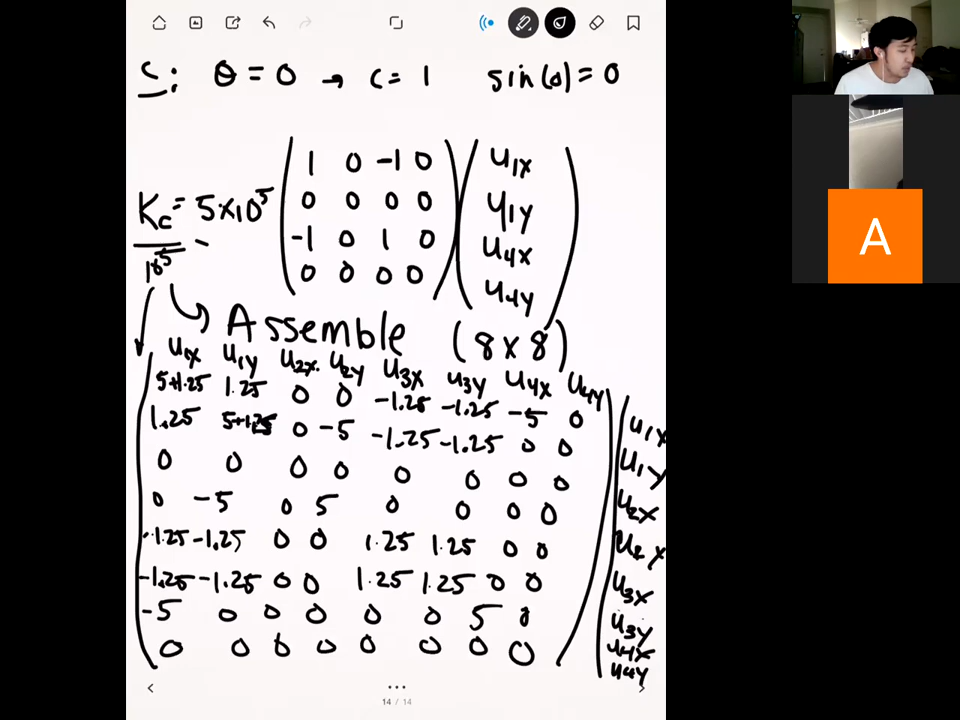 C: θ = 0 → c = 1 sin(0) = 0
1 0 -1 0 u1x
Kc = 5×10^5 0 0 0 0 u1y
10^5 -1 0 1 0 u4x
0 0 0 0 u4y
Assemble (8×8)
u1x u1y u2x u2y u3x u3y u4x u4y
5+1.25 1.25 0 0 -1.25 -1.25 -5 0 u1x
1.25 5+1.25 0 -5 -1.25 -1.25 0 0 u1y
0 0 0 0 0 0 0 0 u2x
0 -5 0 5 0 0 0 0 u2x
-1.25 -1.25 0 0 1.25 1.25 0 0 u3x
-1.25 -1.25 0 0 1.25 1.25 0 0 u3y
-5 0 0 0 0 0 5 0 u4x
0 0 0 0 0 0 0 0 u4y
14 / 14
A